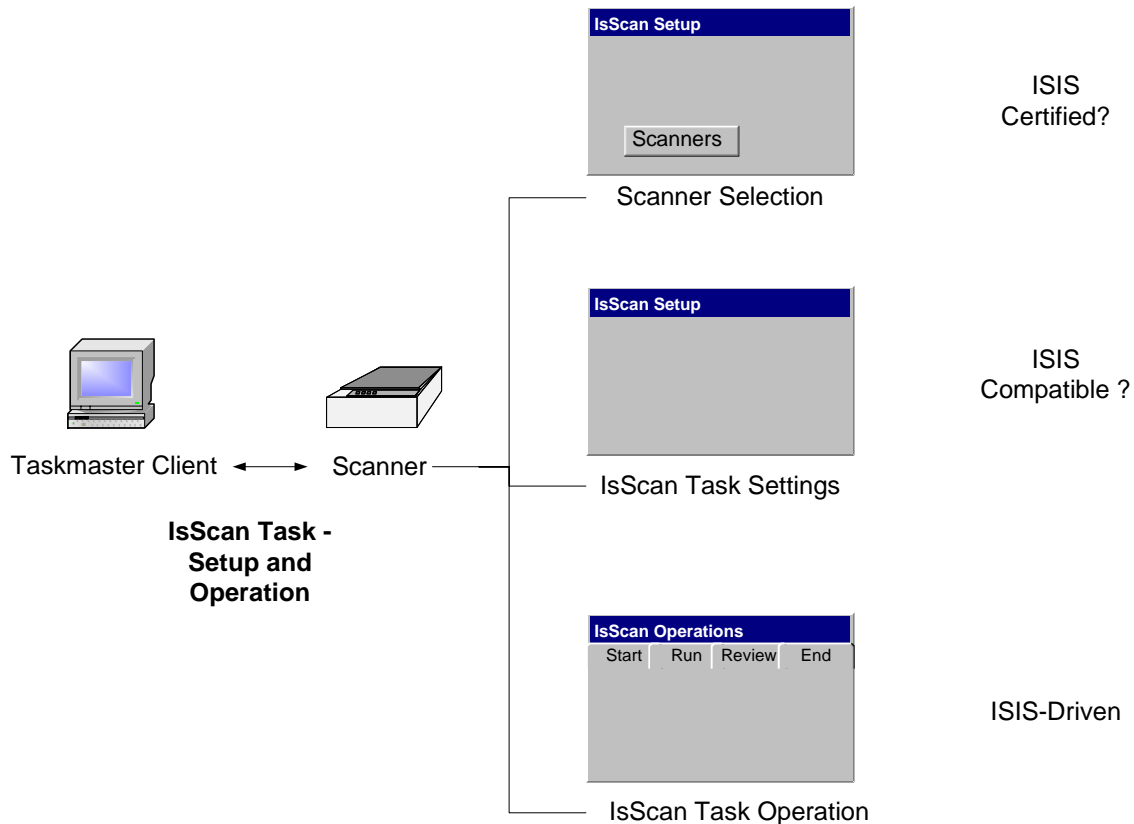 IsScan Setup
Scanners
Scanner Selection
ISIS
Certified?
IsScan Setup
IsScan Task Settings
ISIS
Compatible ?
Taskmaster Client
Scanner
IsScan Task -
Setup and
Operation
IsScan Operations
Start Run Review End
IsScan Task Operation
ISIS-Driven